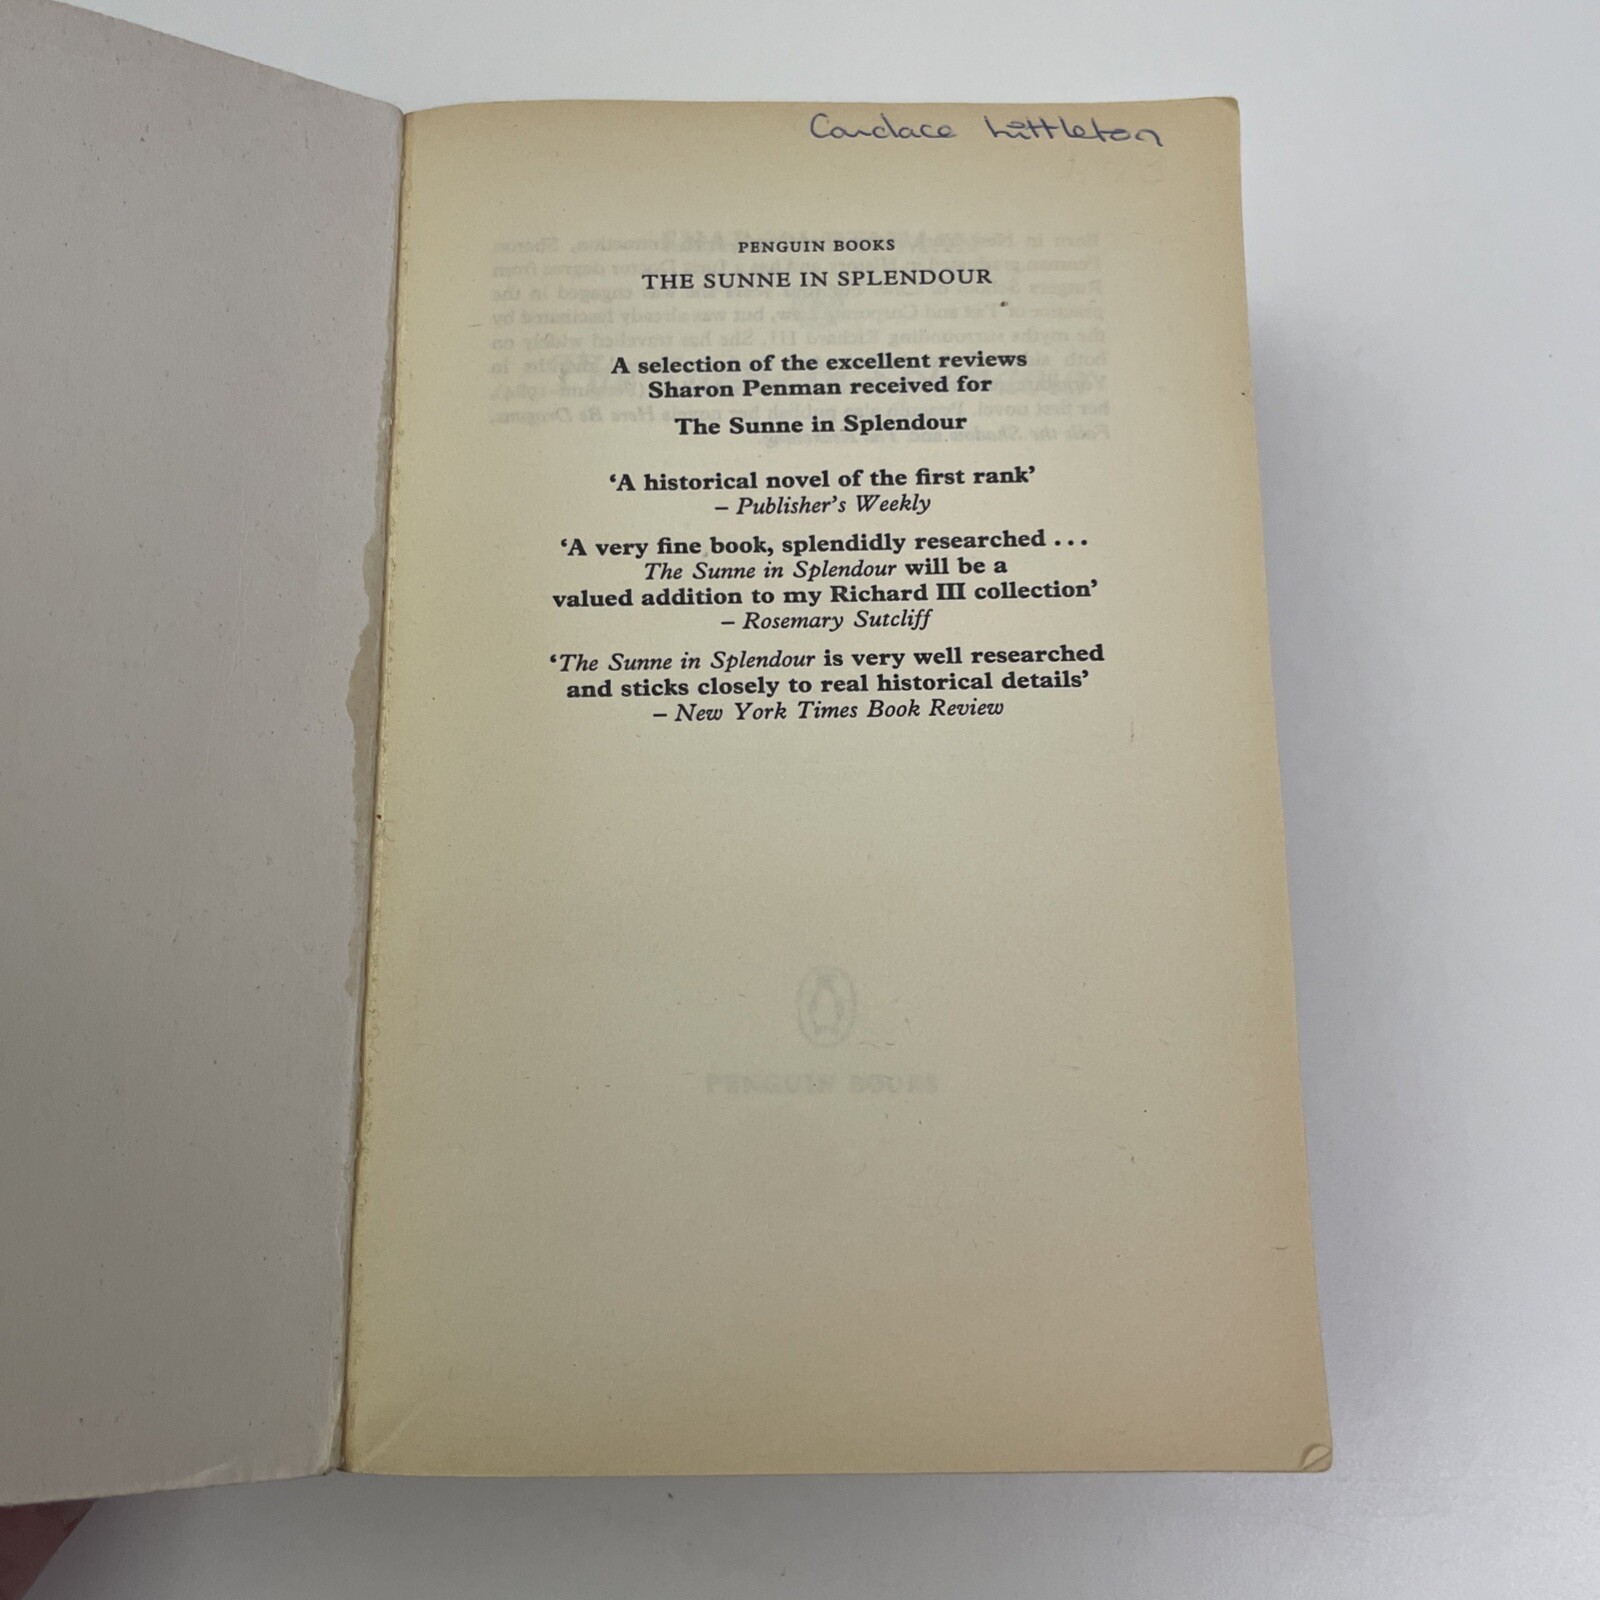 Candace Littleton
PENGUIN BOOKS
THE SUNNE IN SPLENDOUR
A selection of the excellent reviews
Sharon Penman received for
The Sunne in Splendour
‘A historical novel of the first rank’
– Publisher's Weekly
‘A very fine book, splendidly researched ...
The Sunne in Splendour will be a
valued addition to my Richard III collection’
– Rosemary Sutcliff
‘The Sunne in Splendour is very well researched
and sticks closely to real historical details’
– New York Times Book Review
PENGUIN BOOKS